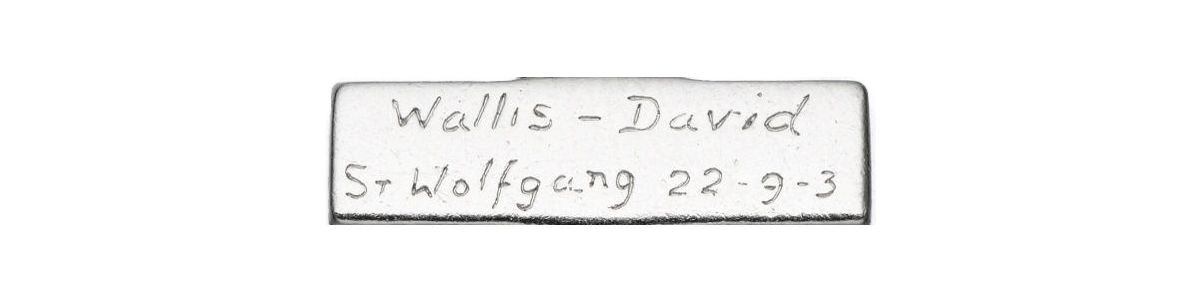 Wallis - David
St Wolfgang 22-9-3